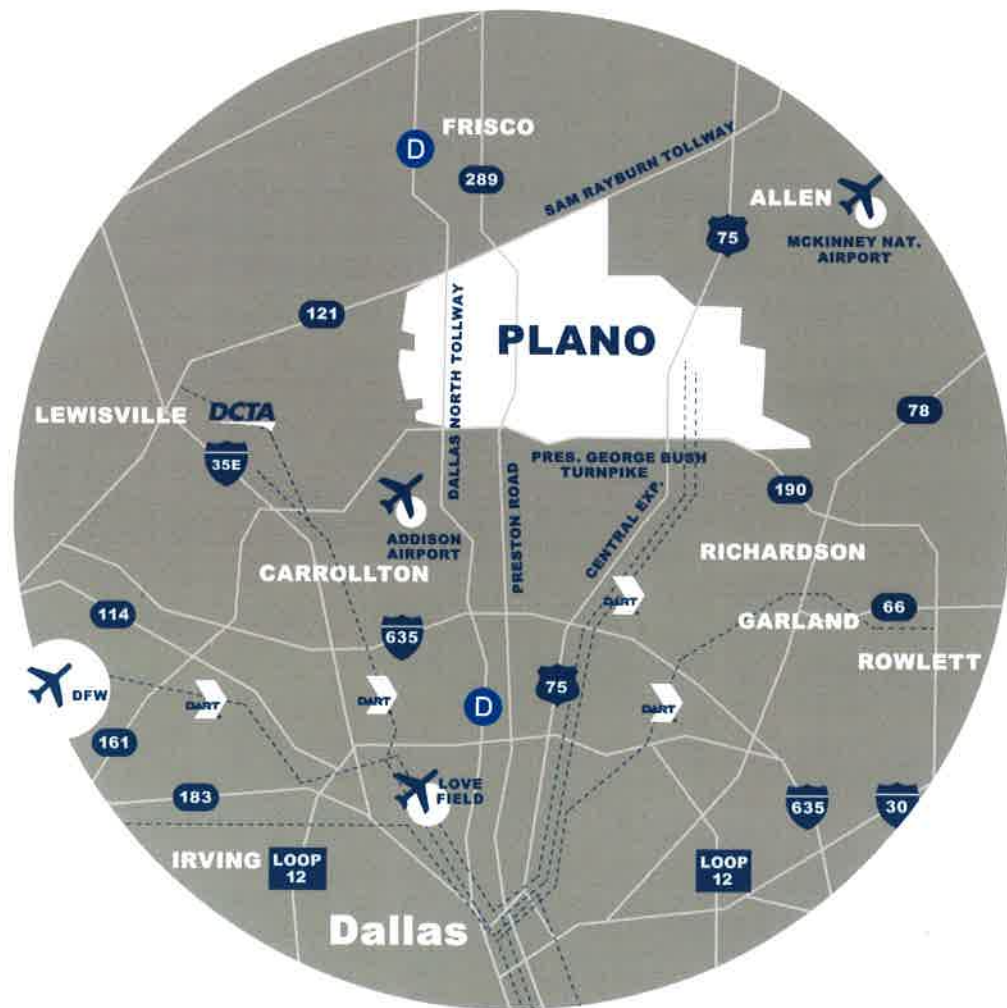 FRISCO
D
289
SAM RAYBURN TOLLWAY
ALLEN
75
MCKINNEY NAT.
AIRPORT
121
DALLAS NORTH TOLLWAY
PLANO
LEWISVILLE
DCTA
78
35E
PRES. GEORGE BUSH
TURNPIKE
190
ADDISON
AIRPORT
PRESTON ROAD
CENTRAL EXP.
RICHARDSON
CARROLLTON
DART
114
635
GARLAND
66
ROWLETT
DFW
DART
DART
D
75
DART
161
183
LOVE
FIELD
635
30
IRVING
LOOP
12
LOOP
12
Dallas